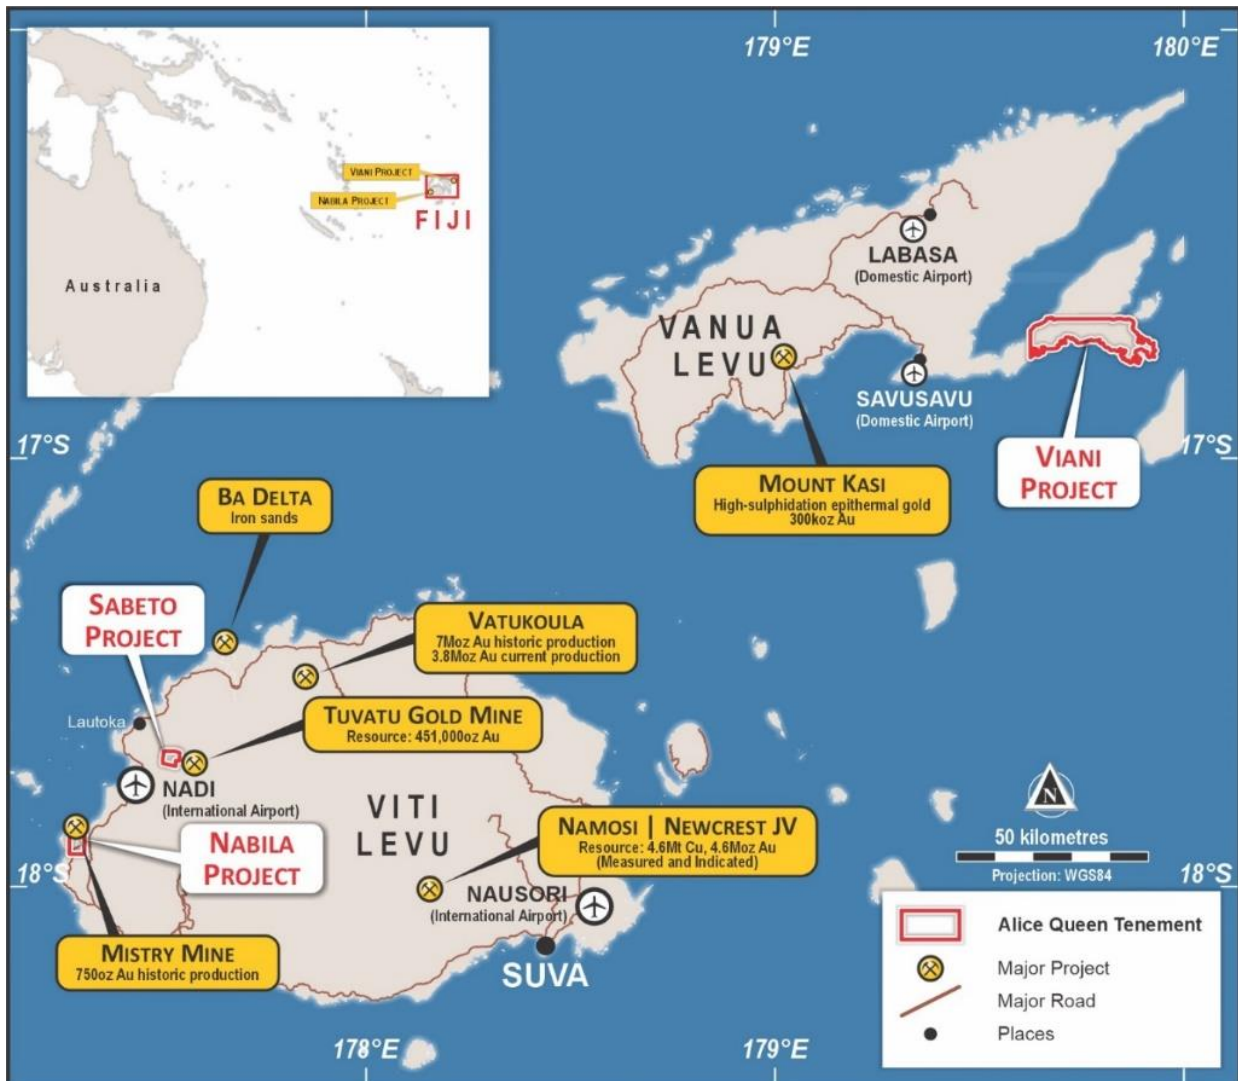 179°E
180°E
VIANI PROJECT
NABILA PROJECT
FIJI
Australia
LABASA
(Domestic Airport)
VANUA
LEVU
SAVUSAVU
(Domestic Airport)
17°S
17°S
VIANI
PROJECT
MOUNT KASI
High-sulphidation epithermal gold
300koz Au
BA DELTA
Iron sands
SABETO
PROJECT
VATUKOULA
7Moz Au historic production
3.8Moz Au current production
Lautoka
TUVATU GOLD MINE
Resource: 451,000oz Au
NADI
(International Airport)
VITI
LEVU
NABILA
PROJECT
NAMOSI | NEWCREST JV
Resource: 4.6Mt Cu, 4.6Moz Au
(Measured and Indicated)
N
50 kilometres
Projection: WGS84
18°S
18°S
NAUSORI
(International Airport)
MISTRY MINE
750oz Au historic production
SUVA
Alice Queen Tenement
Major Project
Major Road
Places
178°E
179°E